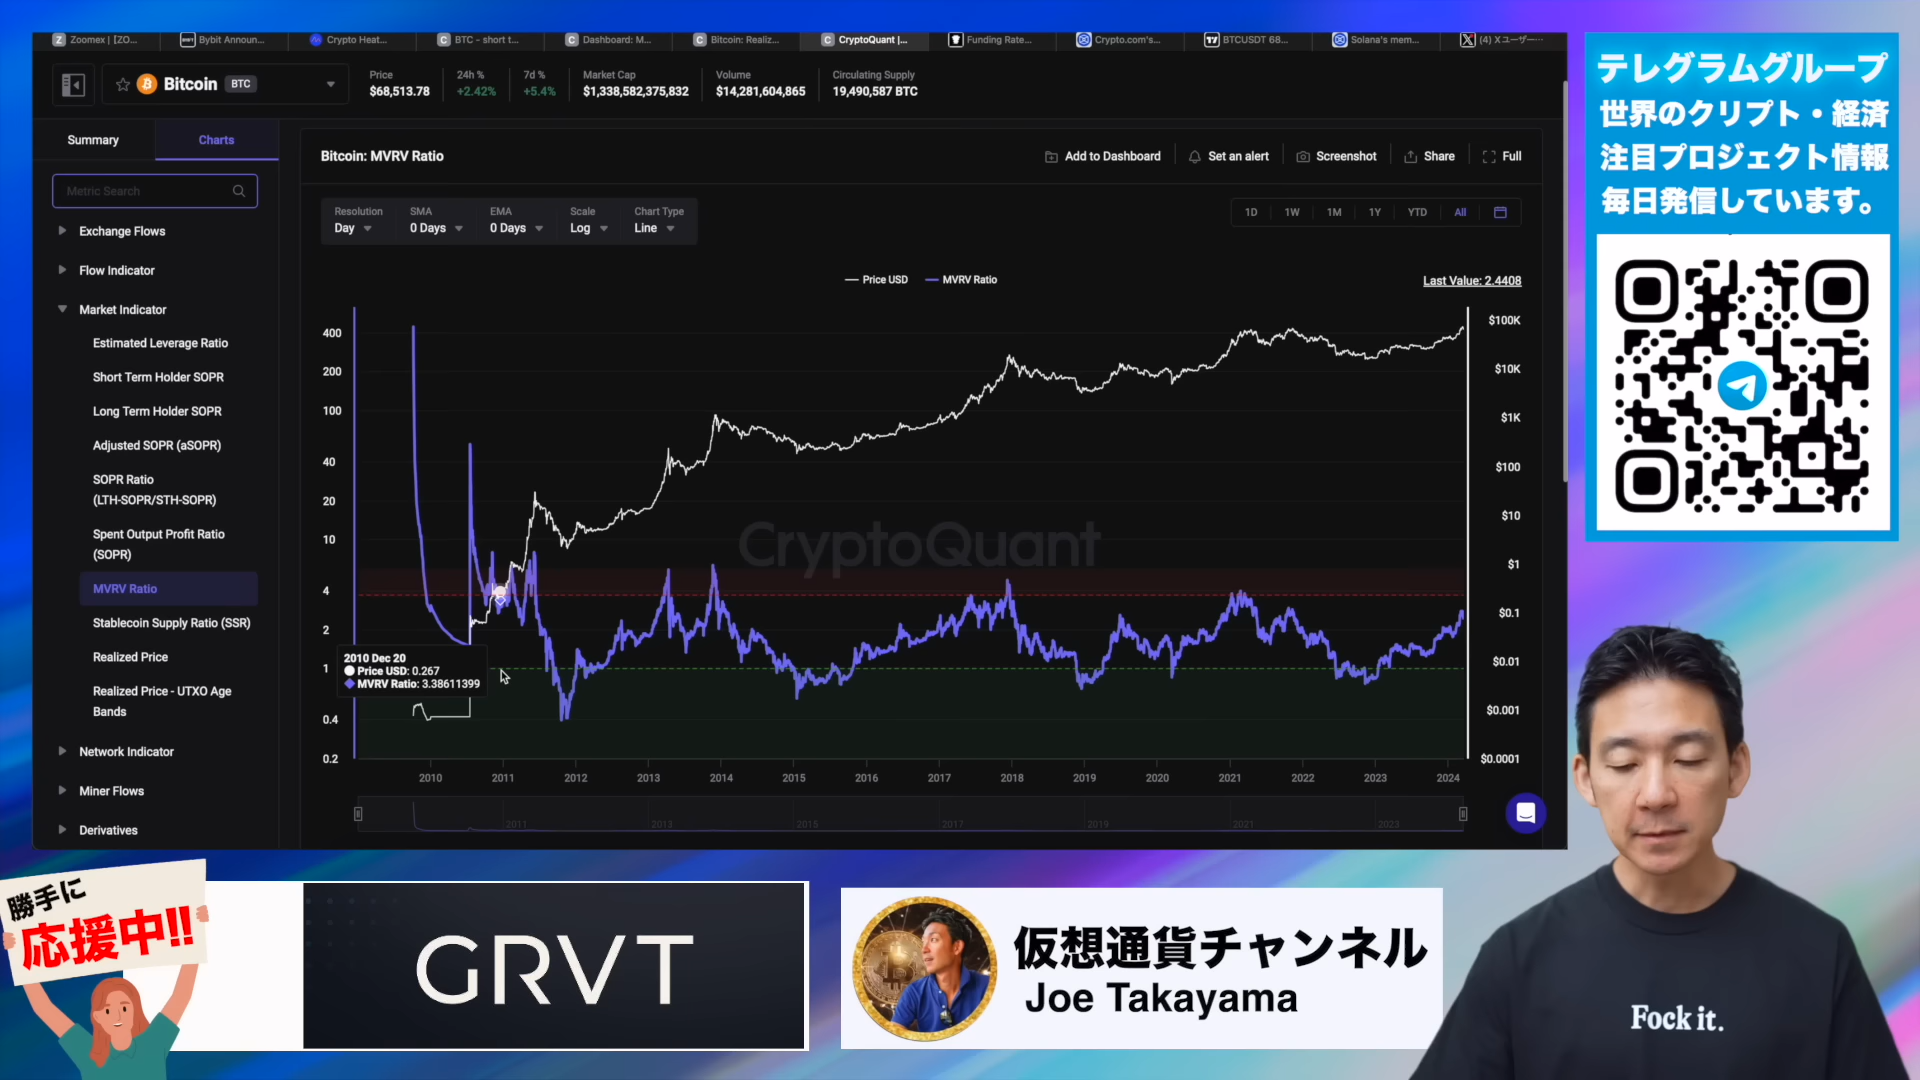 Zoomex | [ZO...
Bybit Announ...
Crypto Heat...
BTC - short t...
Dashboard: M...
Bitcoin: Realiz...
CryptoQuant |...
Funding Rate...
Crypto.com's...
BTCUSDT 68...
Solana's mem...
(4) Xユーザー…
Bitcoin BTC
Price
$68,513.78
24h %
+2.42%
7d %
+5.4%
Market Cap
$1,338,582,375,832
Volume
$14,281,604,865
Circulating Supply
19,490,587 BTC
Summary
Charts
Metric Search
Exchange Flows
Flow Indicator
Market Indicator
Estimated Leverage Ratio
Short Term Holder SOPR
Long Term Holder SOPR
Adjusted SOPR (aSOPR)
SOPR Ratio
(LTH-SOPR/STH-SOPR)
Spent Output Profit Ratio
(SOPR)
MVRV Ratio
Stablecoin Supply Ratio (SSR)
Realized Price
Realized Price - UTXO Age
Bands
Network Indicator
Miner Flows
Derivatives
Bitcoin: MVRV Ratio
Add to Dashboard
Set an alert
Screenshot
Share
Full
Resolution
Day
SMA
0 Days
EMA
0 Days
Scale
Log
Chart Type
Line
1D
1W
1M
1Y
YTD
All
Price USD
MVRV Ratio
Last Value: 2.4408
400
200
100
40
20
10
4
2
1
0.4
0.2
$100K
$10K
$1K
$100
$10
$1
$0.1
$0.01
$0.001
$0.0001
CryptoQuant
2010 Dec 20
Price USD: 0.267
MVRV Ratio: 3.38611399
2010
2011
2012
2013
2014
2015
2016
2017
2018
2019
2020
2021
2022
2023
2024
2011
2013
2015
2017
2019
2021
2023
テレグラムグループ
世界のクリプト・経済
注目プロジェクト情報
毎日発信しています。
勝手に
応援中!!
GRVT
仮想通貨チャンネル
Joe Takayama
Fock it.